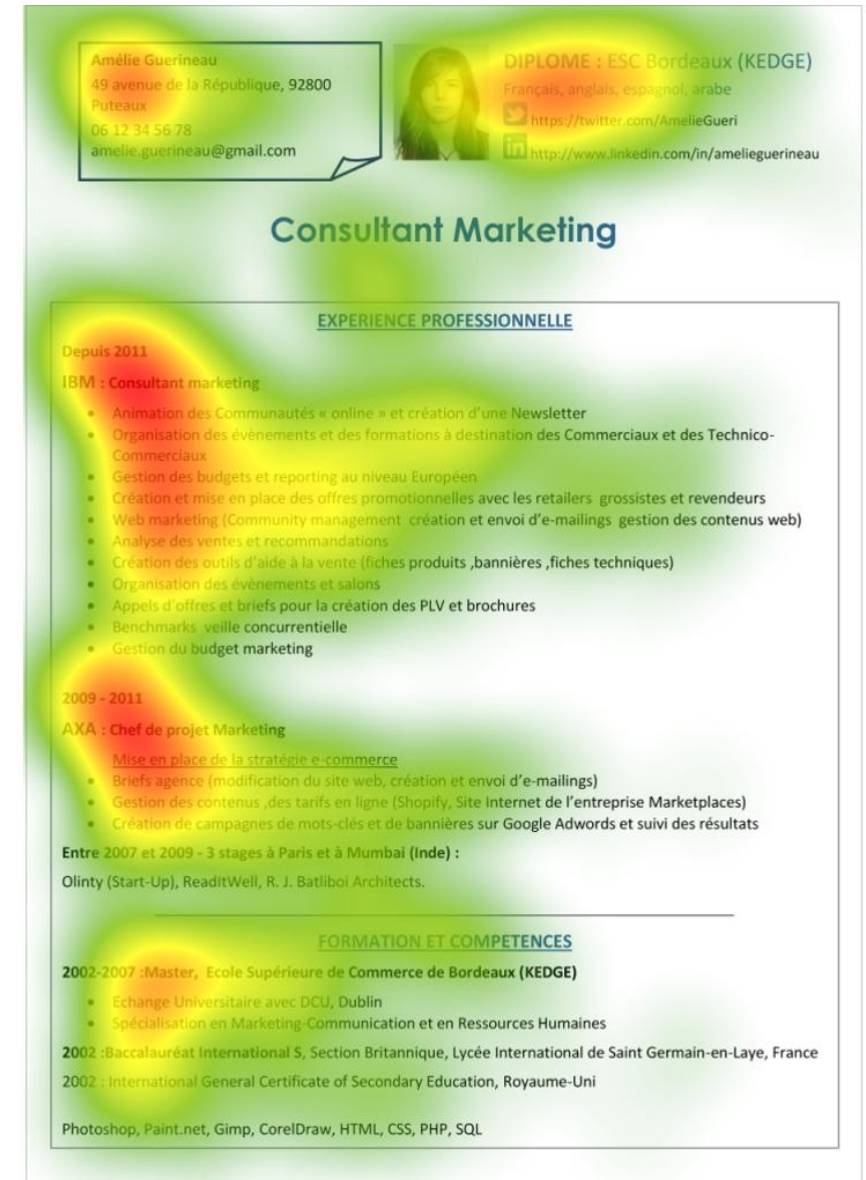 Amélie Guerineau
49 avenue de la République, 92800
Puteaux
06 12 34 56 78
amelie.guerineau@gmail.com
DIPLOME : ESC Bordeaux (KEDGE)
Français, anglais, espagnol, arabe
https://twitter.com/AmelieGueri
in http://www.linkedin.com/in/amelieguerineau
Consultant Marketing
EXPERIENCE PROFESSIONNELLE
Depuis 2011
IBM : Consultant marketing
• Animation des Communautés « online » et création d'une Newsletter
• Organisation des évènements et des formations à destination des Commerciaux et des Technico-
Commerciaux
• Gestion des budgets et reporting au niveau Européen
• Création et mise en place des offres promotionnelles avec les retailers grossistes et revendeurs
• Web marketing (Community management création et envoi d'e-mailings gestion des contenus web)
• Analyse des ventes et recommandations
• Création des outils d'aide à la vente (fiches produits ,bannières ,fiches techniques)
• Organisation des évènements et salons
• Appels d'offres et briefs pour la création des PLV et brochures
• Benchmarks veille concurrentielle
• Gestion du budget marketing
2009 - 2011
AXA : Chef de projet Marketing
Mise en place de la stratégie e-commerce
• Briefs agence (modification du site web, création et envoi d'e-mailings)
• Gestion des contenus ,des tarifs en ligne (Shopify, Site Internet de l'entreprise Marketplaces)
• Création de campagnes de mots-clés et de bannières sur Google Adwords et suivi des résultats
Entre 2007 et 2009 - 3 stages à Paris et à Mumbai (Inde) :
Olinty (Start-Up), ReaditWell, R. J. Batliboi Architects.
FORMATION ET COMPETENCES
2002-2007 :Master, Ecole Supérieure de Commerce de Bordeaux (KEDGE)
• Echange Universitaire avec DCU, Dublin
• Spécialisation en Marketing-Communication et en Ressources Humaines
2002 :Baccalauréat International S, Section Britannique, Lycée International de Saint Germain-en-Laye, France
2002 : International General Certificate of Secondary Education, Royaume-Uni
Photoshop, Paint.net, Gimp, CorelDraw, HTML, CSS, PHP, SQL